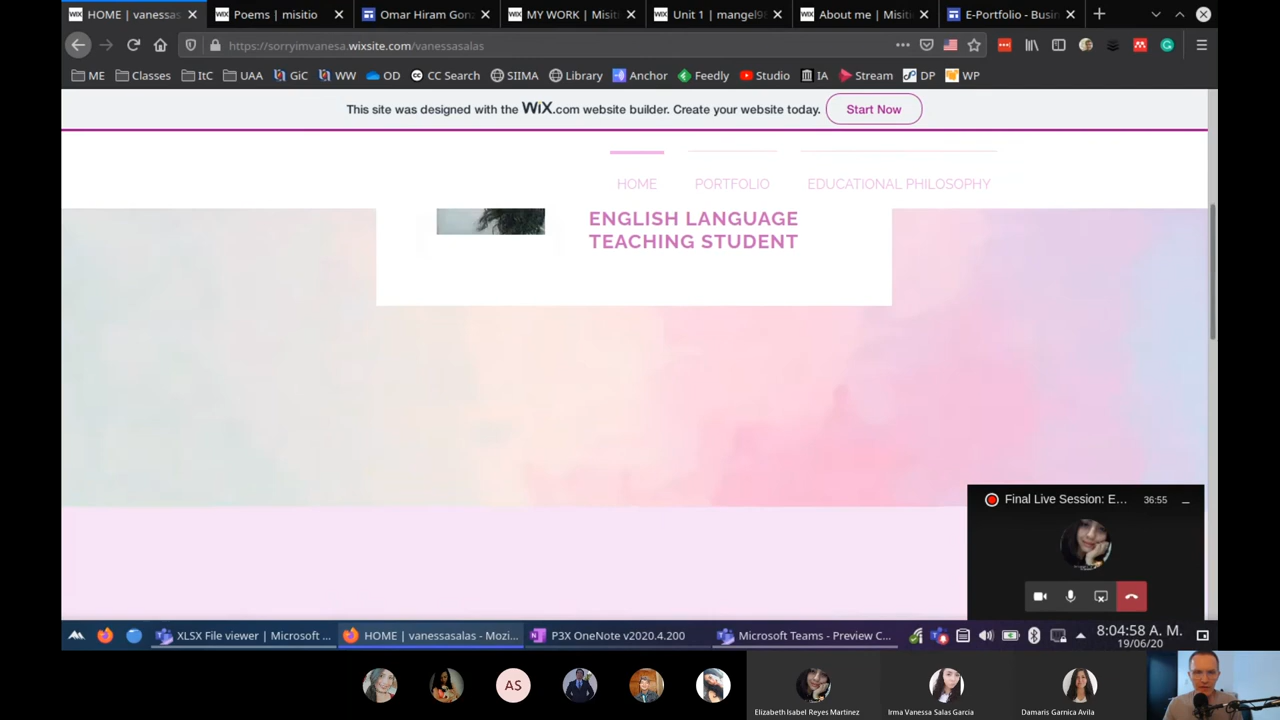 HOME | vanessas
Poems | misitio
Omar Hiram Gonz
MY WORK | Misiti
Unit 1 | mangel98
About me | Misitio
E-Portfolio - Busin
https://sorryimvanesa.wixsite.com/vanessasalas
ME
Classes
ItC
UAA
GiC
WW
OD
CC Search
SIIMA
Library
Anchor
Feedly
Studio
IA
Stream
DP
WP
This site was designed with the WiX.com website builder. Create your website today.
Start Now
HOME
PORTFOLIO
EDUCATIONAL PHILOSOPHY
ENGLISH LANGUAGE
TEACHING STUDENT
Final Live Session: E...
36:55
XLSX File viewer | Microsoft ...
HOME | vanessasalas - Mozi...
P3X OneNote v2020.4.200
Microsoft Teams - Preview C...
8:04:58 A. M.
19/06/20
AS
Elizabeth Isabel Reyes Martinez
Irma Vanessa Salas Garcia
Damaris Garnica Avila